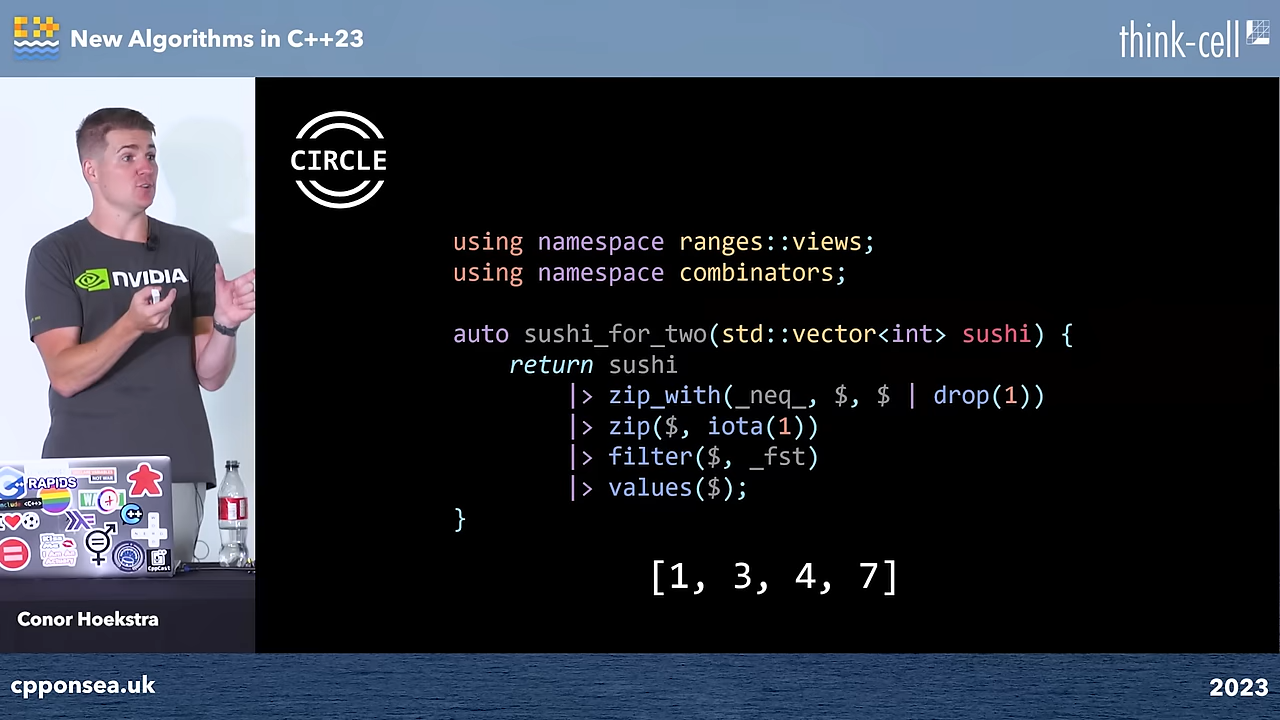 New Algorithms in C++23
think-cell
CIRCLE
using namespace ranges::views;
using namespace combinators;
auto sushi_for_two(std::vector<int> sushi) {
return sushi
|> zip_with(_neq_, $, $ | drop(1))
|> zip($, iota(1))
|> filter($, _fst)
|> values($);
}
[1, 3, 4, 7]
NVIDIA
RAPIDS
CppCast
Conor Hoekstra
cpponsea.uk
2023